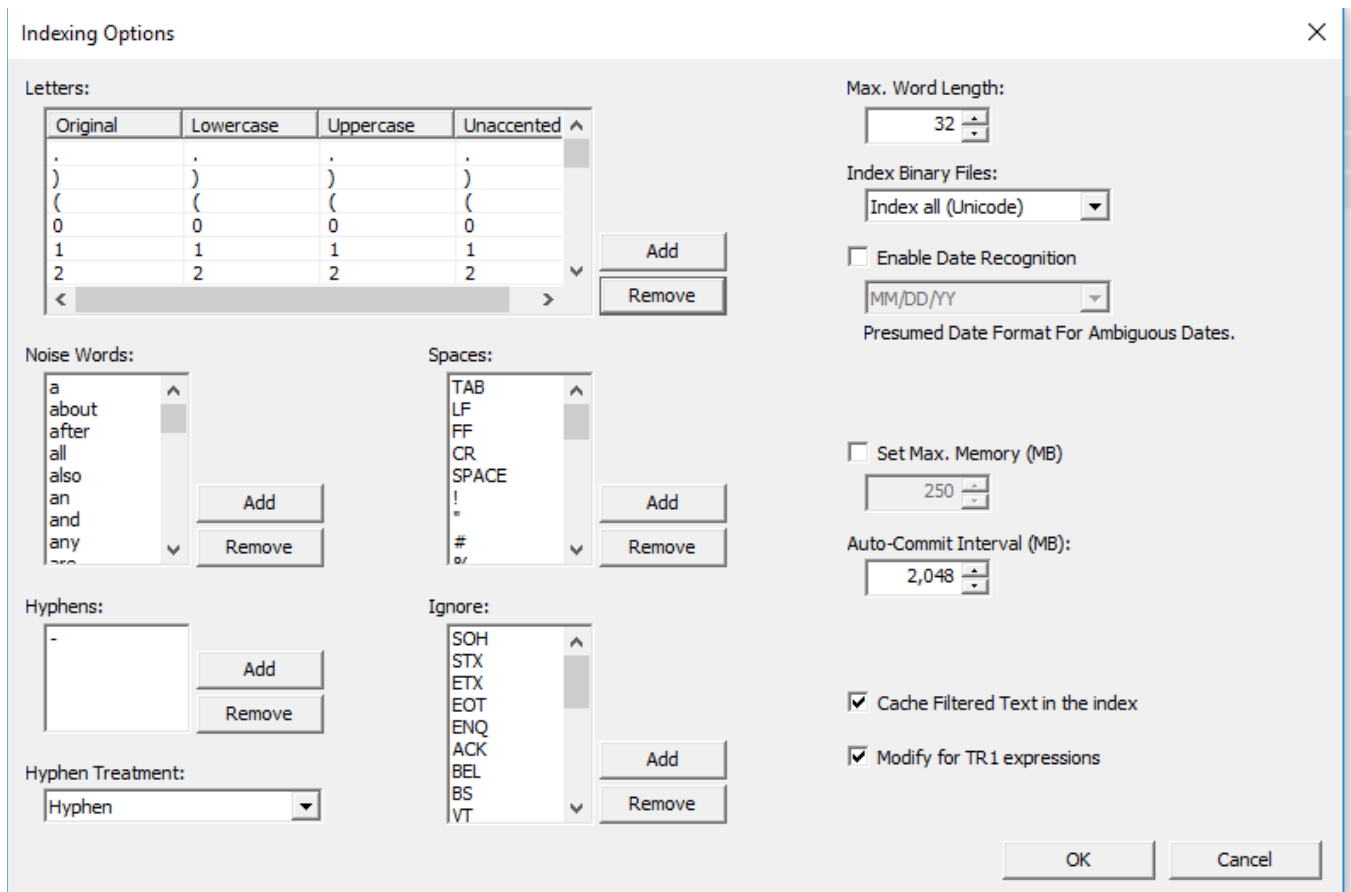 Indexing Options
Letters:
Original Lowercase Uppercase Unaccented
. . . .
) ) ) )
( ( ( (
0 0 0 0
1 1 1 1
2 2 2 2
Add
Remove
Noise Words:
a
about
after
all
also
an
and
any
are
Add
Remove
Spaces:
TAB
LF
FF
CR
SPACE
!
"
#
%
Add
Remove
Hyphens:
-
Add
Remove
Hyphen Treatment:
Hyphen
Ignore:
SOH
STX
ETX
EOT
ENQ
ACK
BEL
BS
VT
Add
Remove
Max. Word Length:
32
Index Binary Files:
Index all (Unicode)
Enable Date Recognition
MM/DD/YY
Presumed Date Format For Ambiguous Dates.
Set Max. Memory (MB)
250
Auto-Commit Interval (MB):
2,048
Cache Filtered Text in the index
Modify for TR1 expressions
OK
Cancel